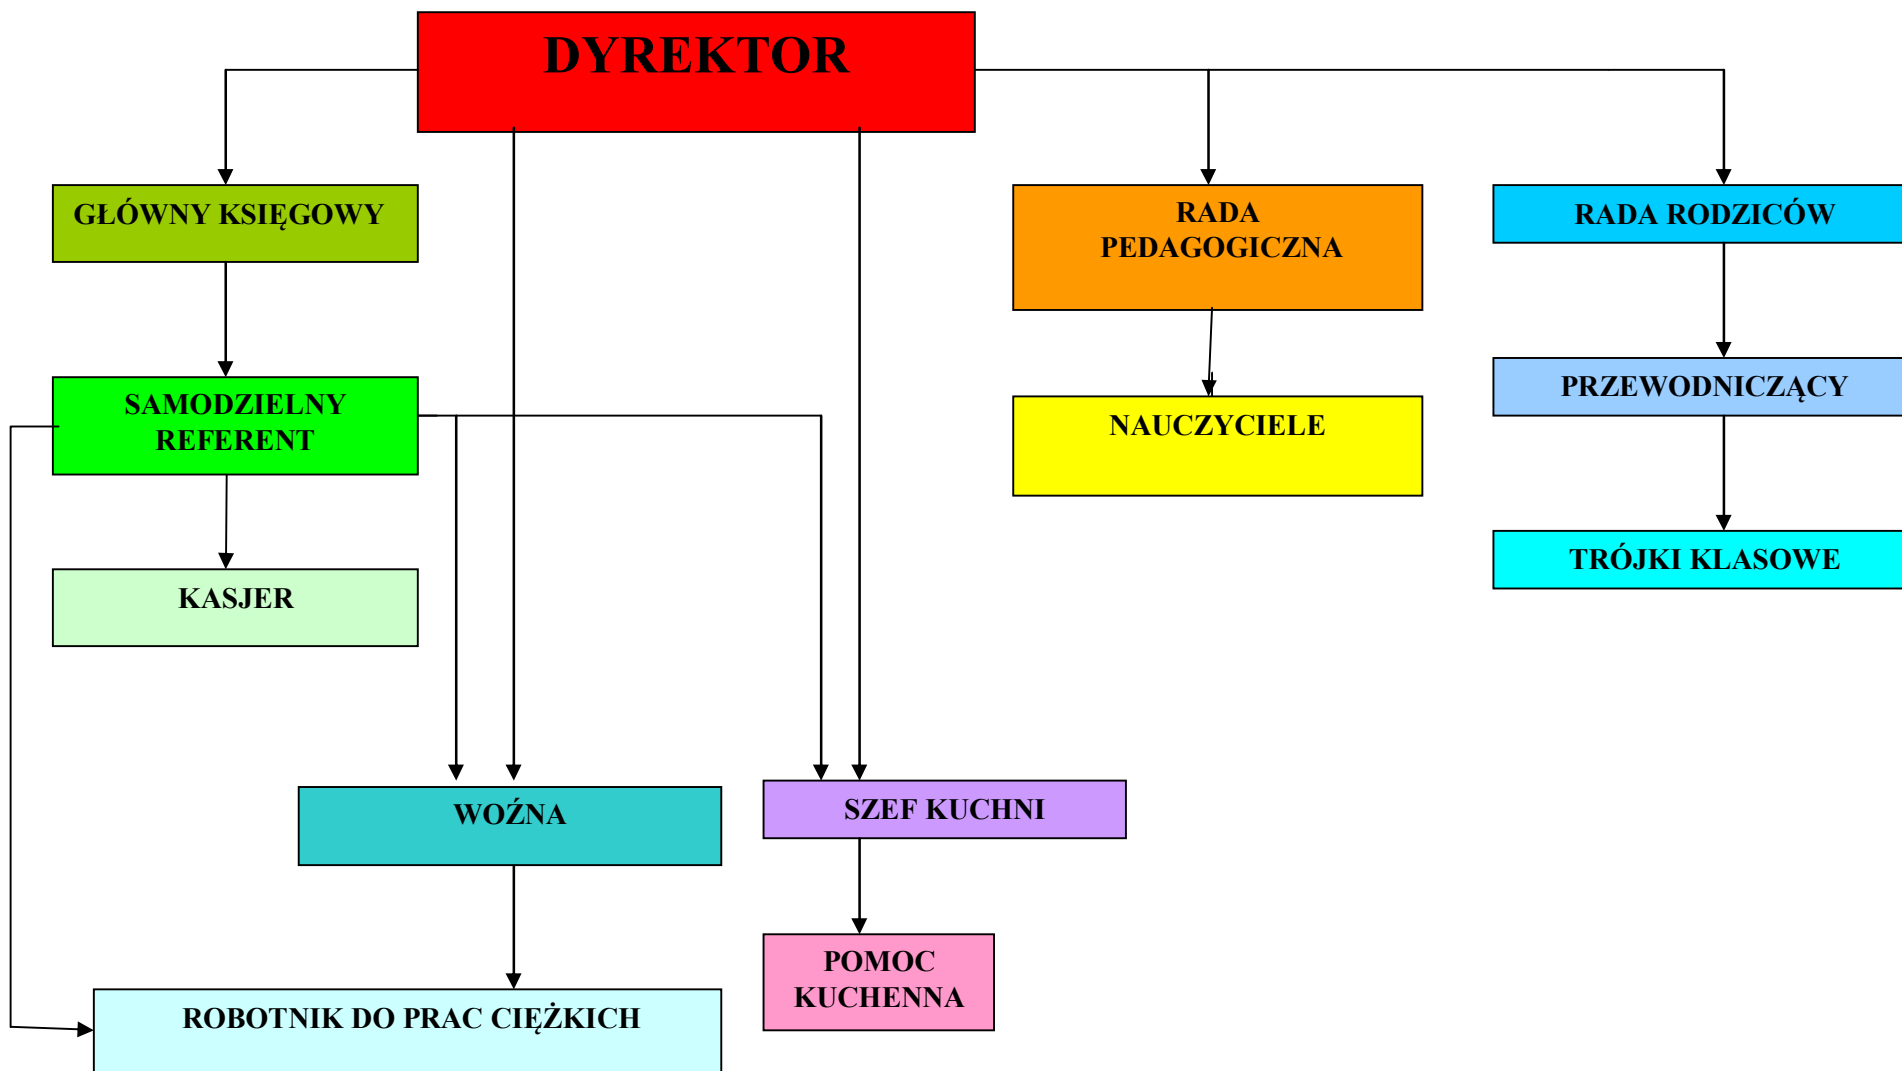 DYREKTOR
GŁÓWNY KSIĘGOWY
RADA
PEDAGOGICZNA
RADA RODZICÓW
SAMODZIELNY
REFERENT
NAUCZYCIELE
PRZEWODNICZĄCY
KASJER
TRÓJKI KLASOWE
WOŹNA
SZEF KUCHNI
POMOC
KUCHENNA
ROBOTNIK DO PRAC CIĘŻKICH